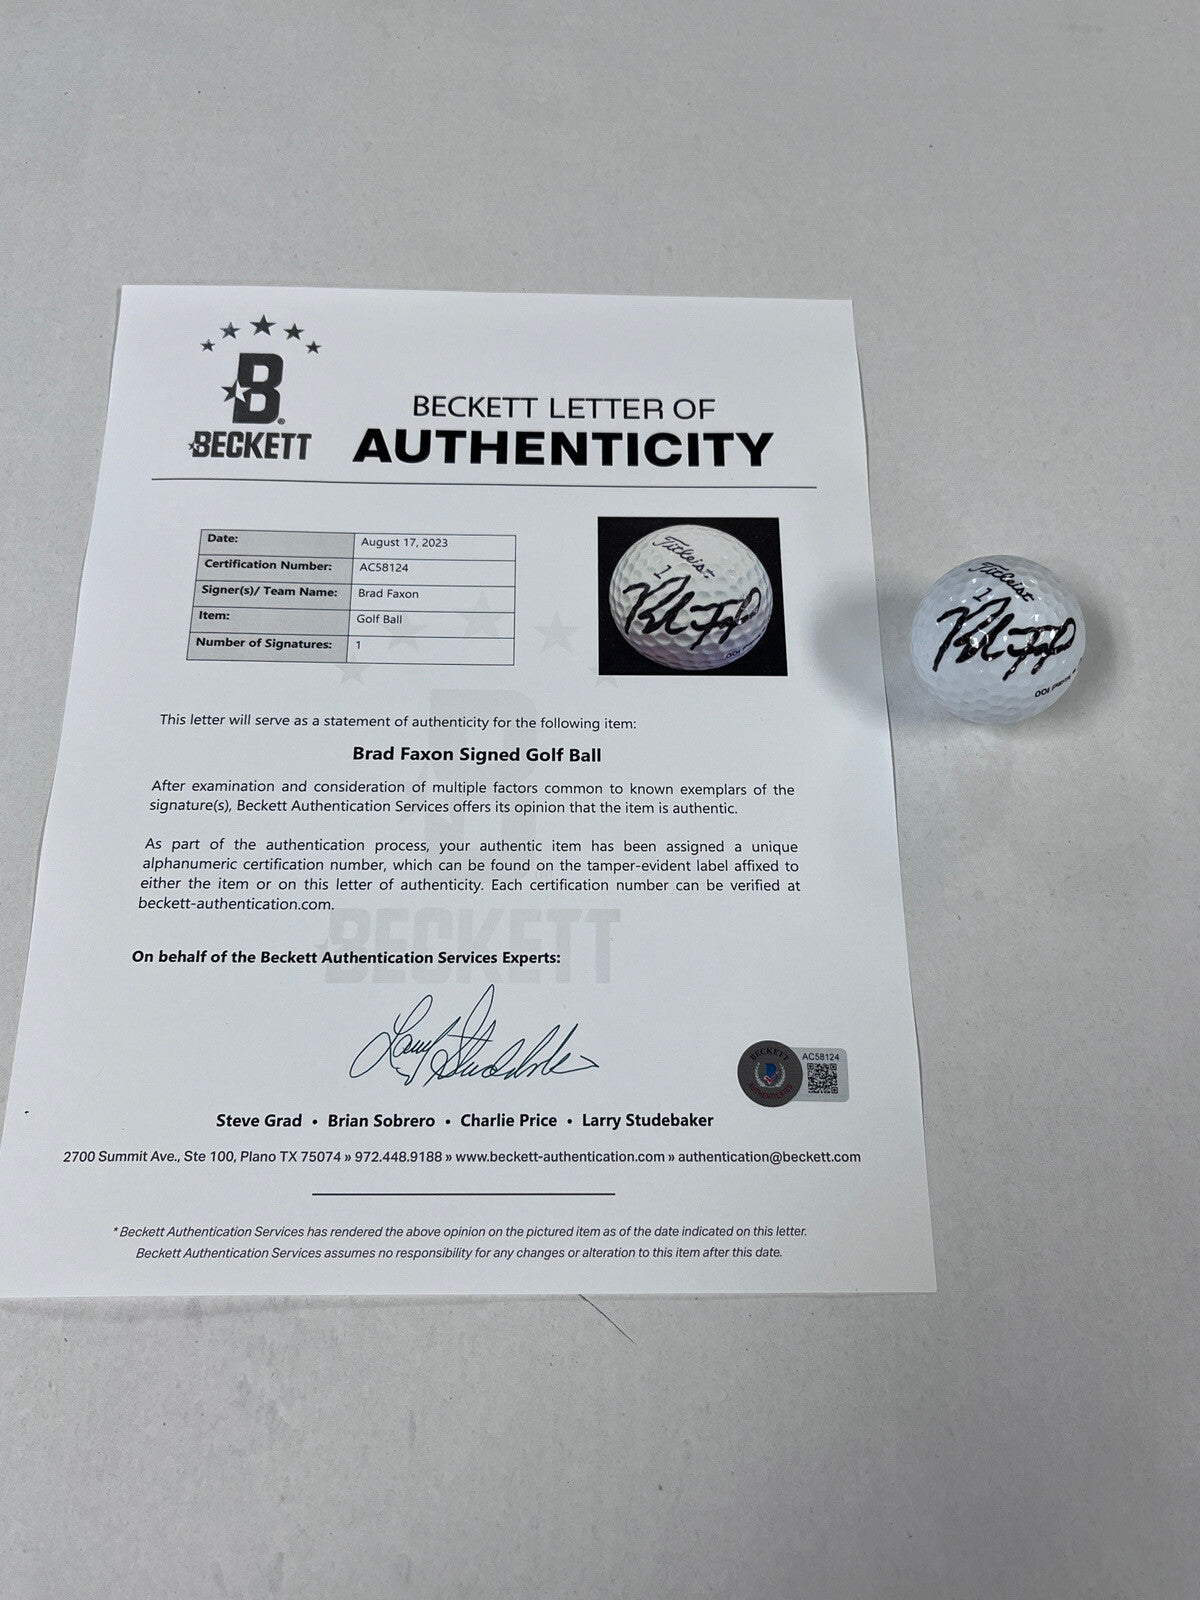 B®
BECKETT
BECKETT LETTER OF
AUTHENTICITY
Date: August 17, 2023
Certification Number: AC58124
Signer(s)/ Team Name: Brad Faxon
Item: Golf Ball
Number of Signatures: 1
Titleist
1
Titleist
1
100
This letter will serve as a statement of authenticity for the following item:
Brad Faxon Signed Golf Ball
After examination and consideration of multiple factors common to known exemplars of the
signature(s), Beckett Authentication Services offers its opinion that the item is authentic.
As part of the authentication process, your authentic item has been assigned a unique
alphanumeric certification number, which can be found on the tamper-evident label affixed to
either the item or on this letter of authenticity. Each certification number can be verified at
beckett-authentication.com.
BECKETT
On behalf of the Beckett Authentication Services Experts:
Larry Studebaker
BECKETT
AUTHENTICATED
AC58124
Steve Grad • Brian Sobrero • Charlie Price • Larry Studebaker
2700 Summit Ave., Ste 100, Plano TX 75074 » 972.448.9188 » www.beckett-authentication.com » authentication@beckett.com
* Beckett Authentication Services has rendered the above opinion on the pictured item as of the date indicated on this letter.
Beckett Authentication Services assumes no responsibility for any changes or alteration to this item after this date.